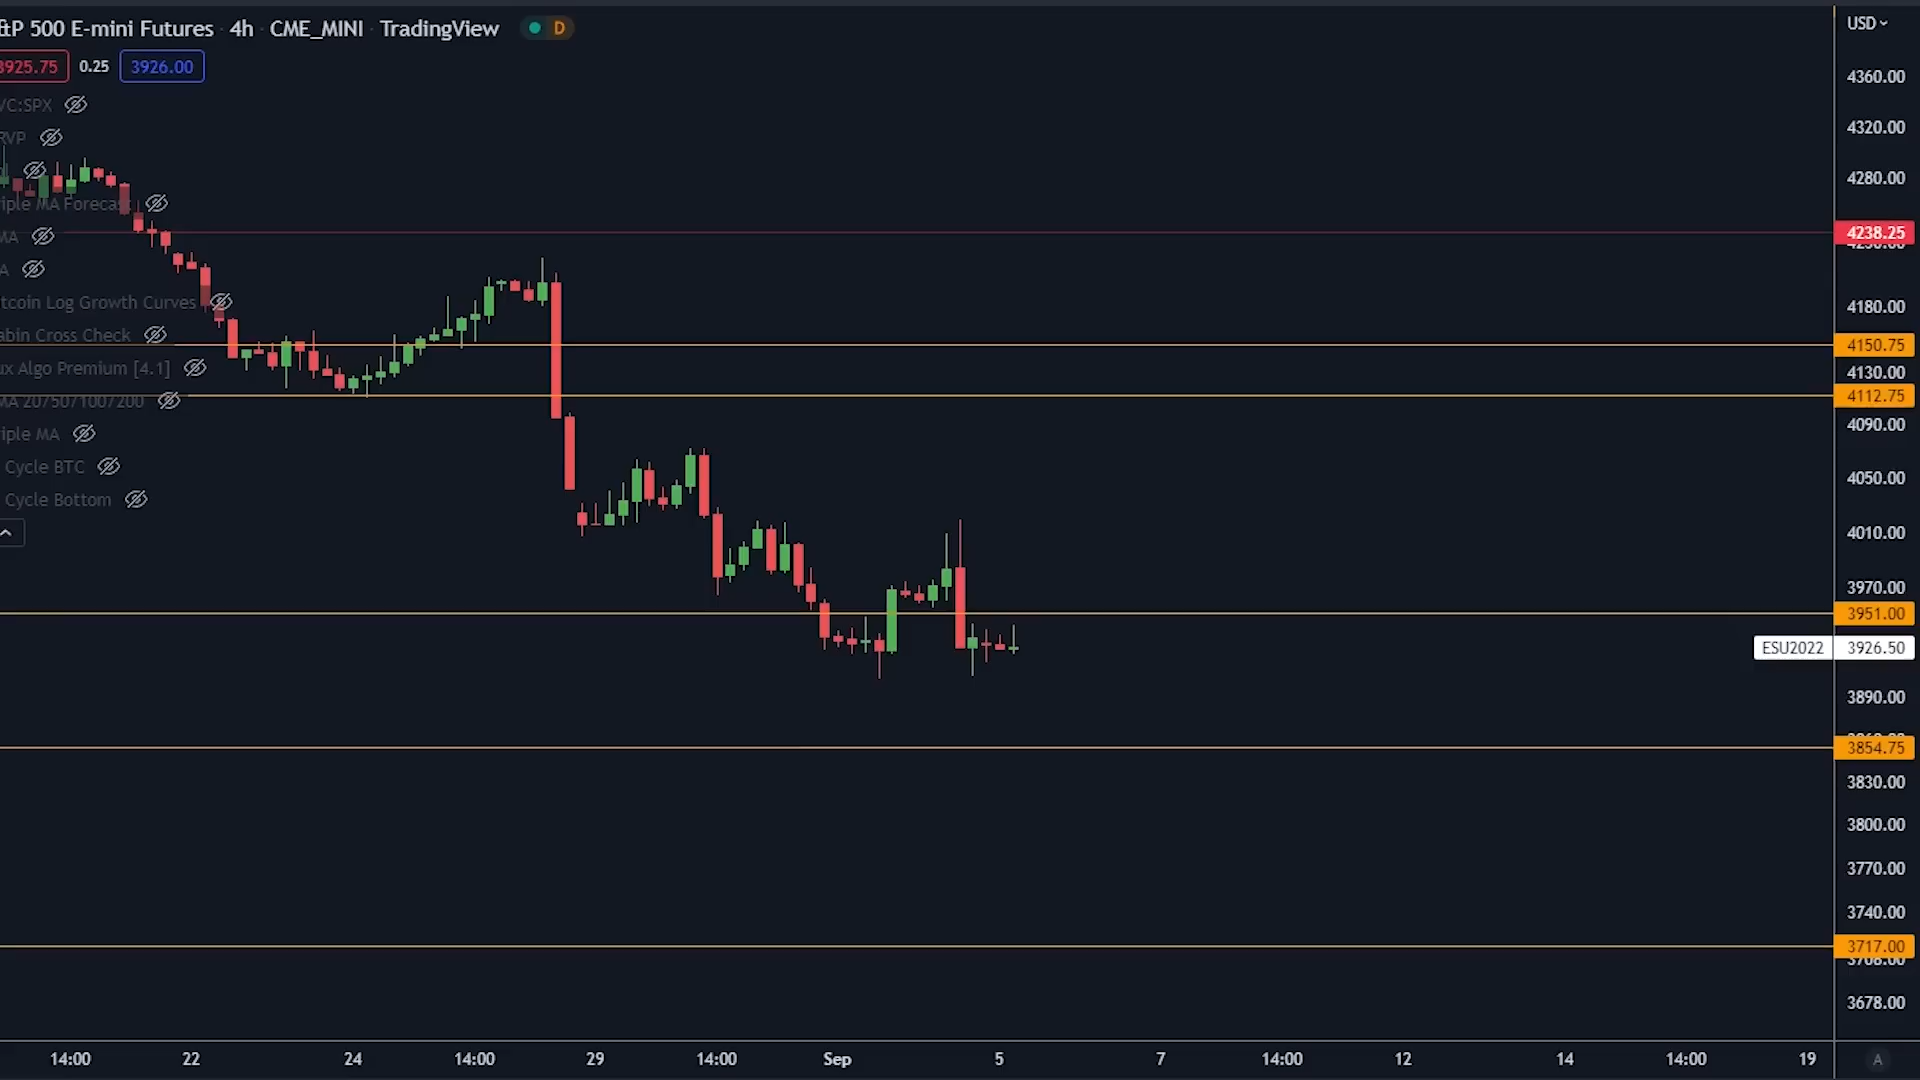 &P 500 E-mini Futures · 4h · CME_MINI · TradingView D
3925.75 0.25 3926.00
VC:SPX
RVP
iple MA Forecas
MA
A
tcoin Log Growth Curves
abin Cross Check
ux Algo Premium [4.1]
MA 20/50/100/200
iple MA
Cycle BTC
Cycle Bottom
USD
4360.00
4320.00
4280.00
4238.25
4180.00
4150.75
4130.00
4112.75
4090.00
4050.00
4010.00
3970.00
3951.00
ESU2022 3926.50
3890.00
3854.75
3830.00
3800.00
3770.00
3740.00
3717.00
3708.00
3678.00
14:00 22 24 14:00 29 14:00 Sep 5 7 14:00 12 14 14:00 19 A